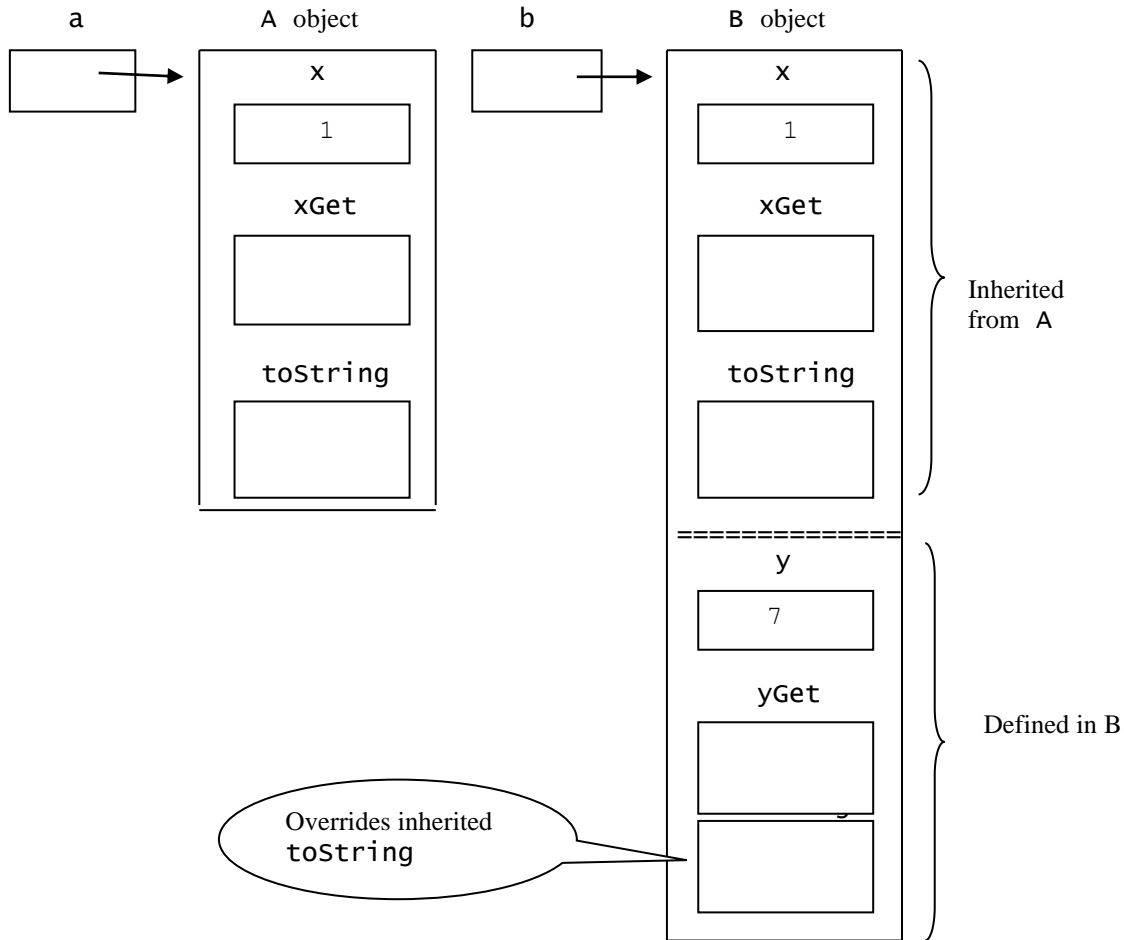 a
A object
b
B object
x
1
xGet
toString
x
1
xGet
toString
Inherited
from A
y
7
yGet
Defined in B
Overrides inherited
toString